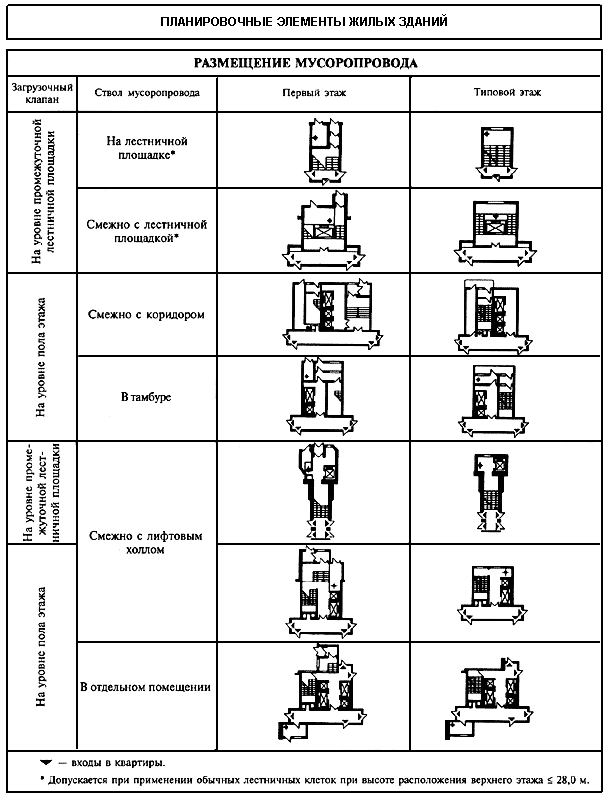 ПЛАНИРОВОЧНЫЕ ЭЛЕМЕНТЫ ЖИЛЫХ ЗДАНИЙ
РАЗМЕЩЕНИЕ МУСОРОПРОВОДА
Загрузочный
клапан
Ствол мусоропровода
Первый этаж
Типовой этаж
На уровне промежуточной
лестничной площадки
На лестничной
площадке*
Смежно с лестничной
площадкой*
На уровне пола этажа
Смежно с коридором
В тамбуре
На уровне проме-
жуточной лест-
ничной площадки
Смежно с лифтовым
холлом
На уровне пола этажа
В отдельном помещении
— входы в квартиры.
* Допускается при применении обычных лестничных клеток при высоте расположения верхнего этажа ≤ 28,0 м.